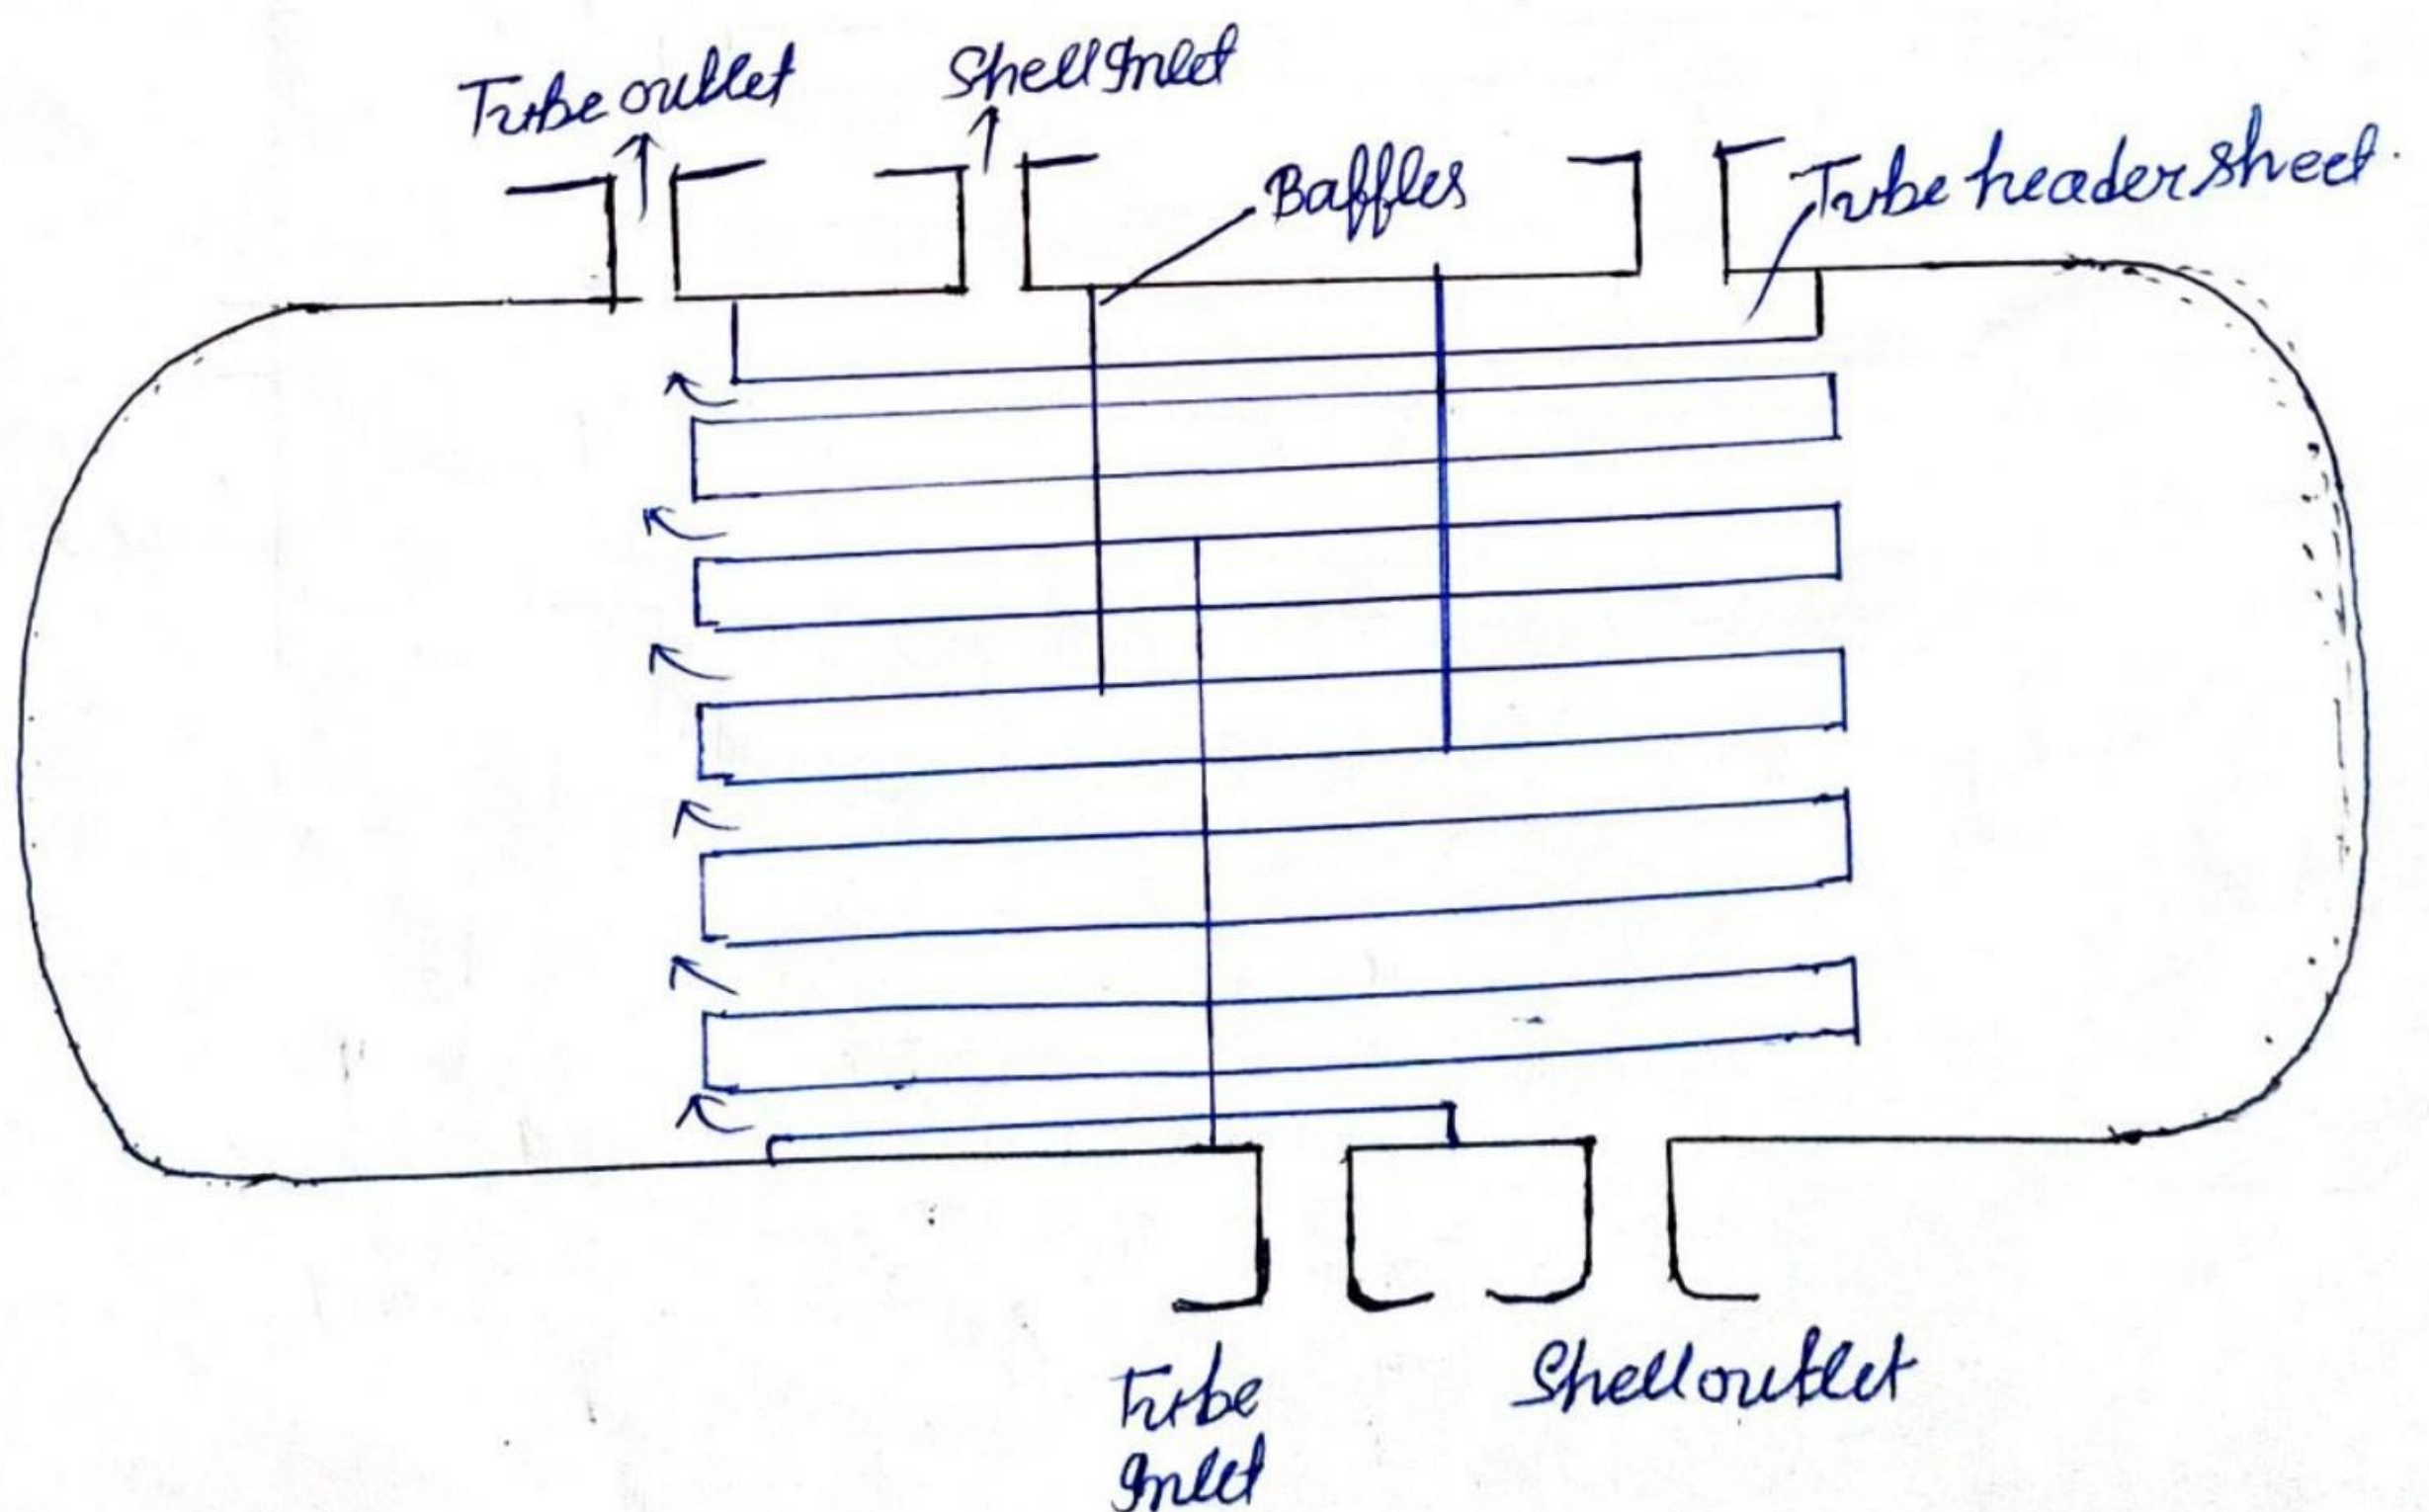 Tube outlet
Shell Inlet
Baffles
Tube header sheet.
Tube
Inlet
Shell outlet